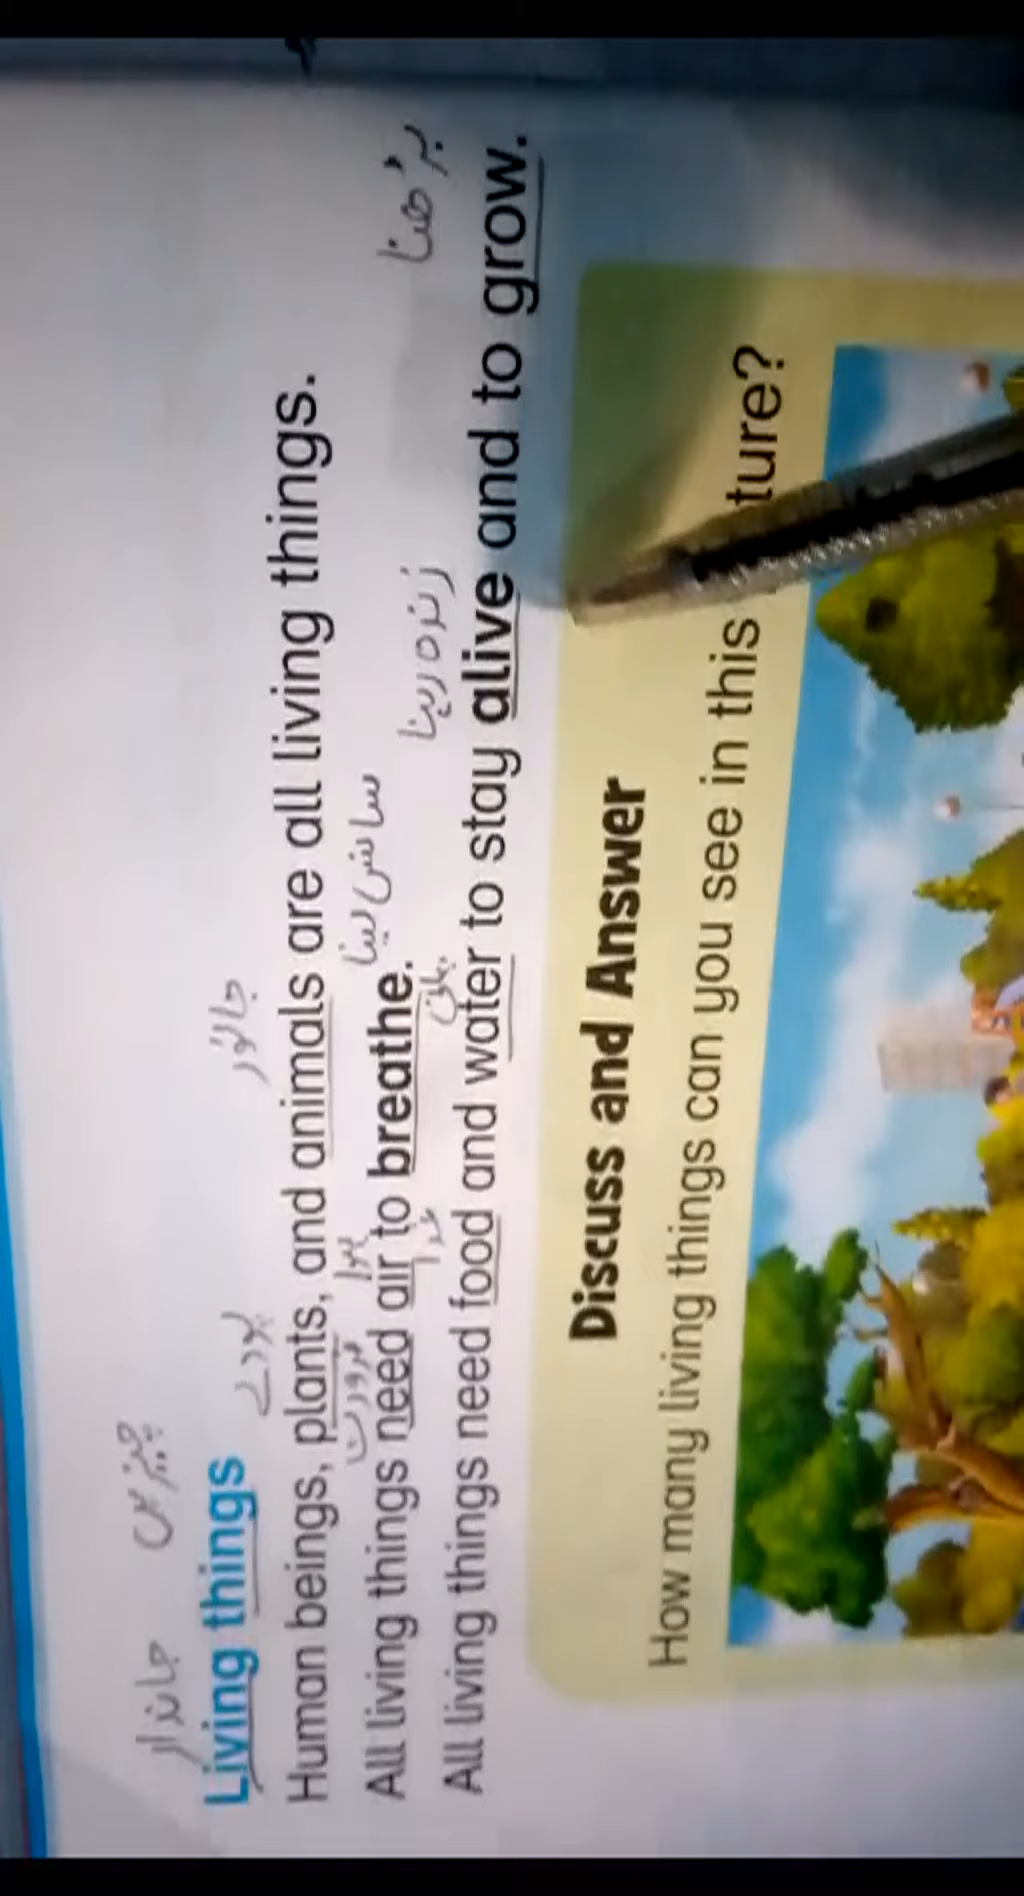 جاندار چیزیں
Living things
پودے جانور
Human beings, plants, and animals are all living things.
ضرورت ہوا سانس لینا
All living things need air to breathe.
غذا پانی زندہ رہنا بڑھنا
All living things need food and water to stay alive and to grow.
Discuss and Answer
How many living things can you see in this ture?